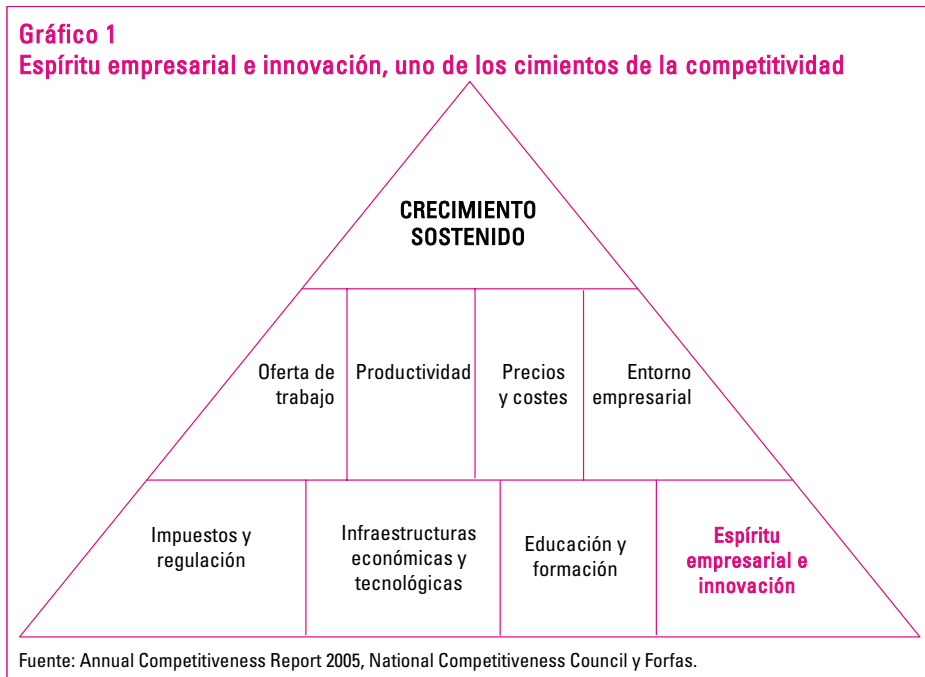 Gráfico 1
Espíritu empresarial e innovación, uno de los cimientos de la competitividad
CRECIMIENTO
SOSTENIDO
Oferta de
trabajo
Productividad
Precios
y costes
Entorno
empresarial
Impuestos y
regulación
Infraestructuras
económicas y
tecnológicas
Educación y
formación
Espíritu
empresarial e
innovación
Fuente: Annual Competitiveness Report 2005, National Competitiveness Council y Forfas.